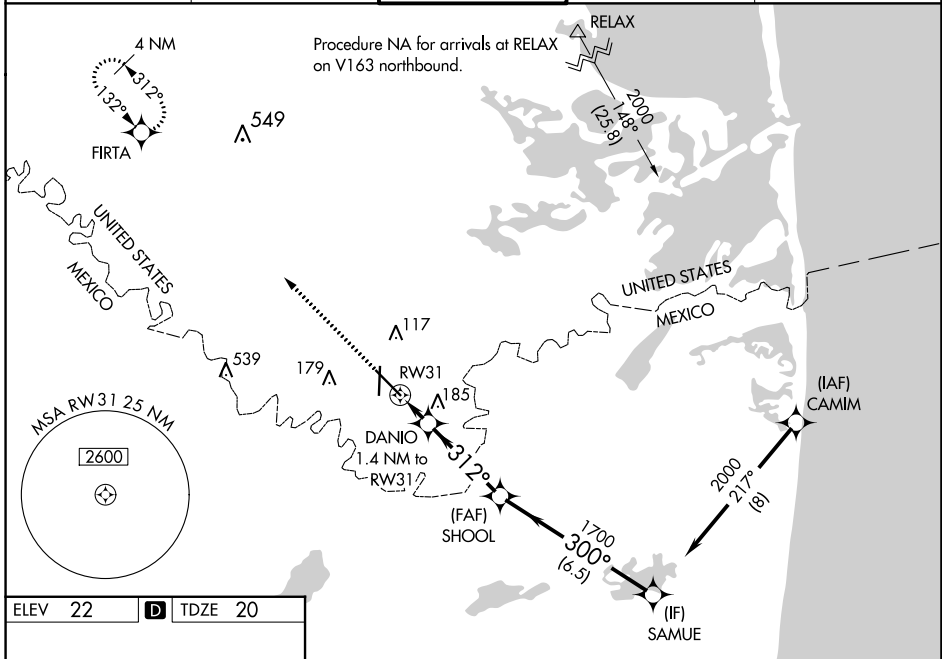 RELAX
Procedure NA for arrivals at RELAX
on V163 northbound.
2000
148°
(25.8)
4 NM
312°
132°
FIRTA
549
UNITED STATES
MEXICO
UNITED STATES
MEXICO
117
539
179
RW31
185
DANIO
1.4 NM to
RW31
312°
(FAF)
SHOOL
1700
300°
(6.5)
(IF)
SAMUE
(IAF)
CAMIM
2000
217°
(8)
MSA RW31 25 NM
2600
ELEV 22 D TDZE 20